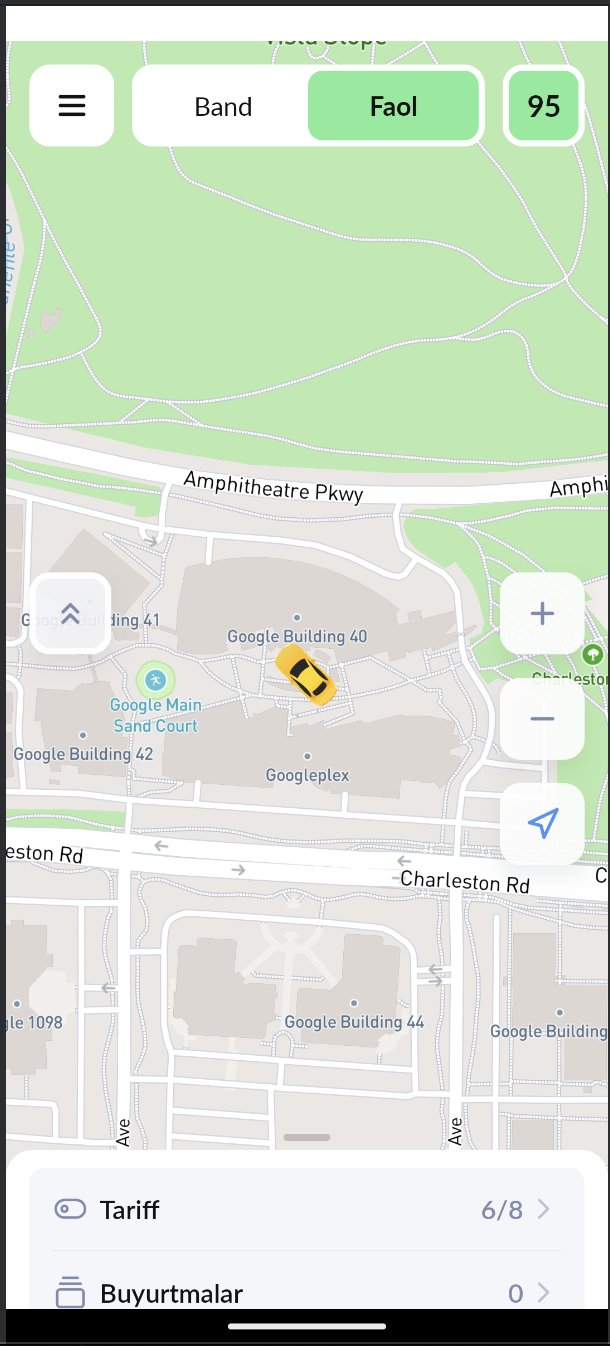 Vista Slope
Band
Faol
95
Amphitheatre Pkwy
Amphi
Google Building 41
Google Building 40
Charleston
Google Main
Sand Court
Google Building 42
Googleplex
eston Rd
Charleston Rd
C
gle 1098
Google Building 44
Google Building
Ave
Ave
Tariff
6/8
Buyurtmalar
0